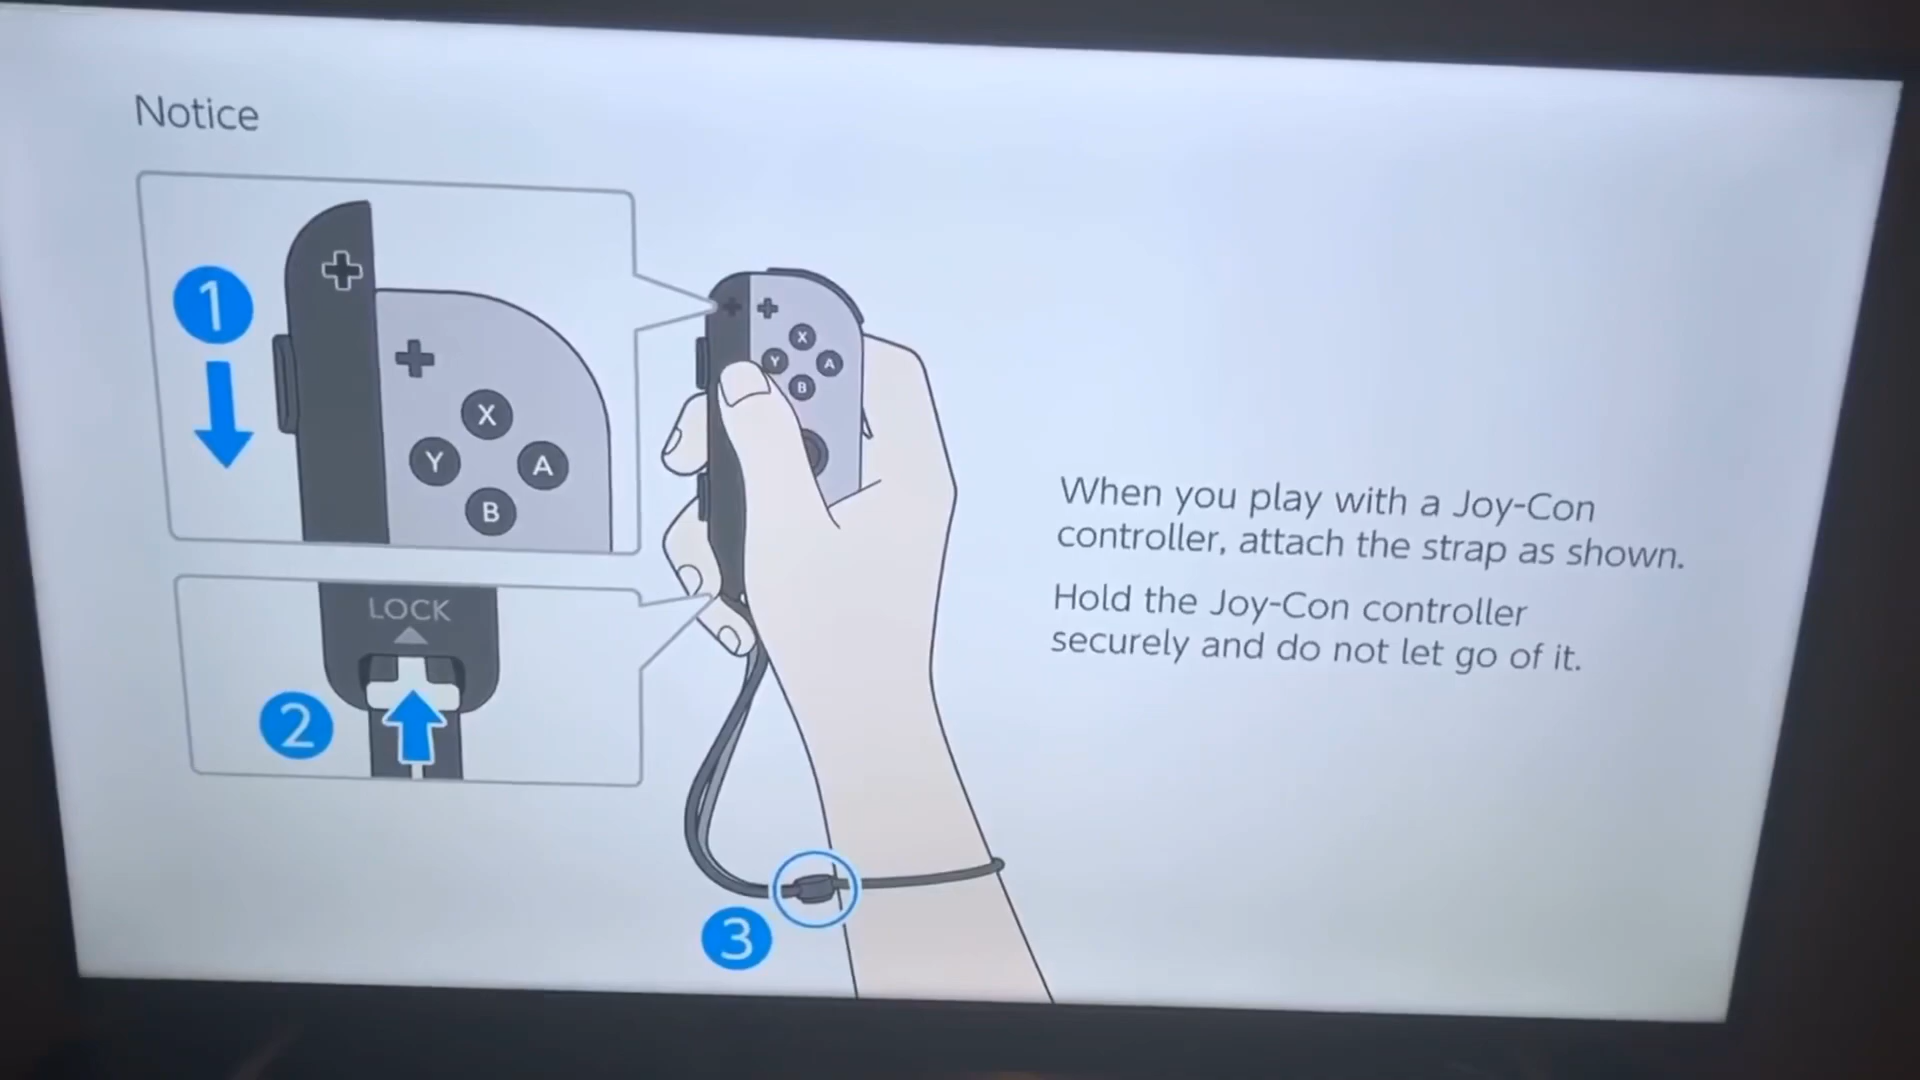 Notice
1
X
Y
A
B
LOCK
2
X
Y
A
B
3
When you play with a Joy-Con
controller, attach the strap as shown.
Hold the Joy-Con controller
securely and do not let go of it.